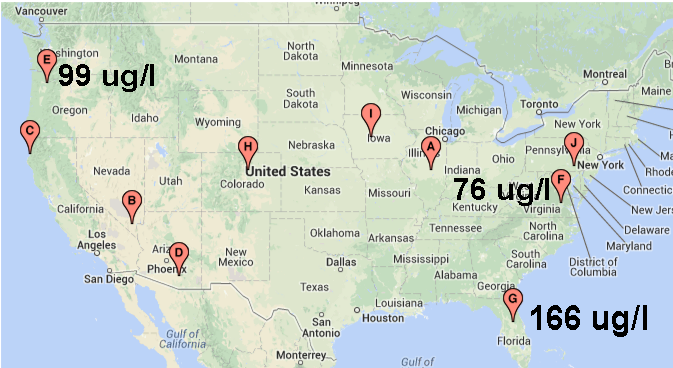 Vancouver
Winnipeg
Washington
E
99 ug/l
Montana
North
Dakota
Minnesota
Montreal
Maine
Oregon
Idaho
South
Dakota
Wisconsin
Michigan
Toronto
New York
C
Wyoming
I
Iowa
Chicago
H
Nebraska
A
Illinois
Indiana
Ohio
Pennsylvania
J
New York
Rhode
Nevada
Utah
Colorado
United States
Kansas
Missouri
Kentucky
76 ug/l
F
Virginia
Connectic
New Jers
Delaware
Maryland
District of
Columbia
California
B
Los
Angeles
San Diego
Ariz
Phoenix
D
New
Mexico
Oklahoma
Arkansas
Tennessee
North
Carolina
South
Carolina
Dallas
Mississippi
Alabama
Georgia
Texas
Louisiana
G
166 ug/l
Florida
San
Antonio
Houston
Gulf of
California
Monterrey
Gulf of